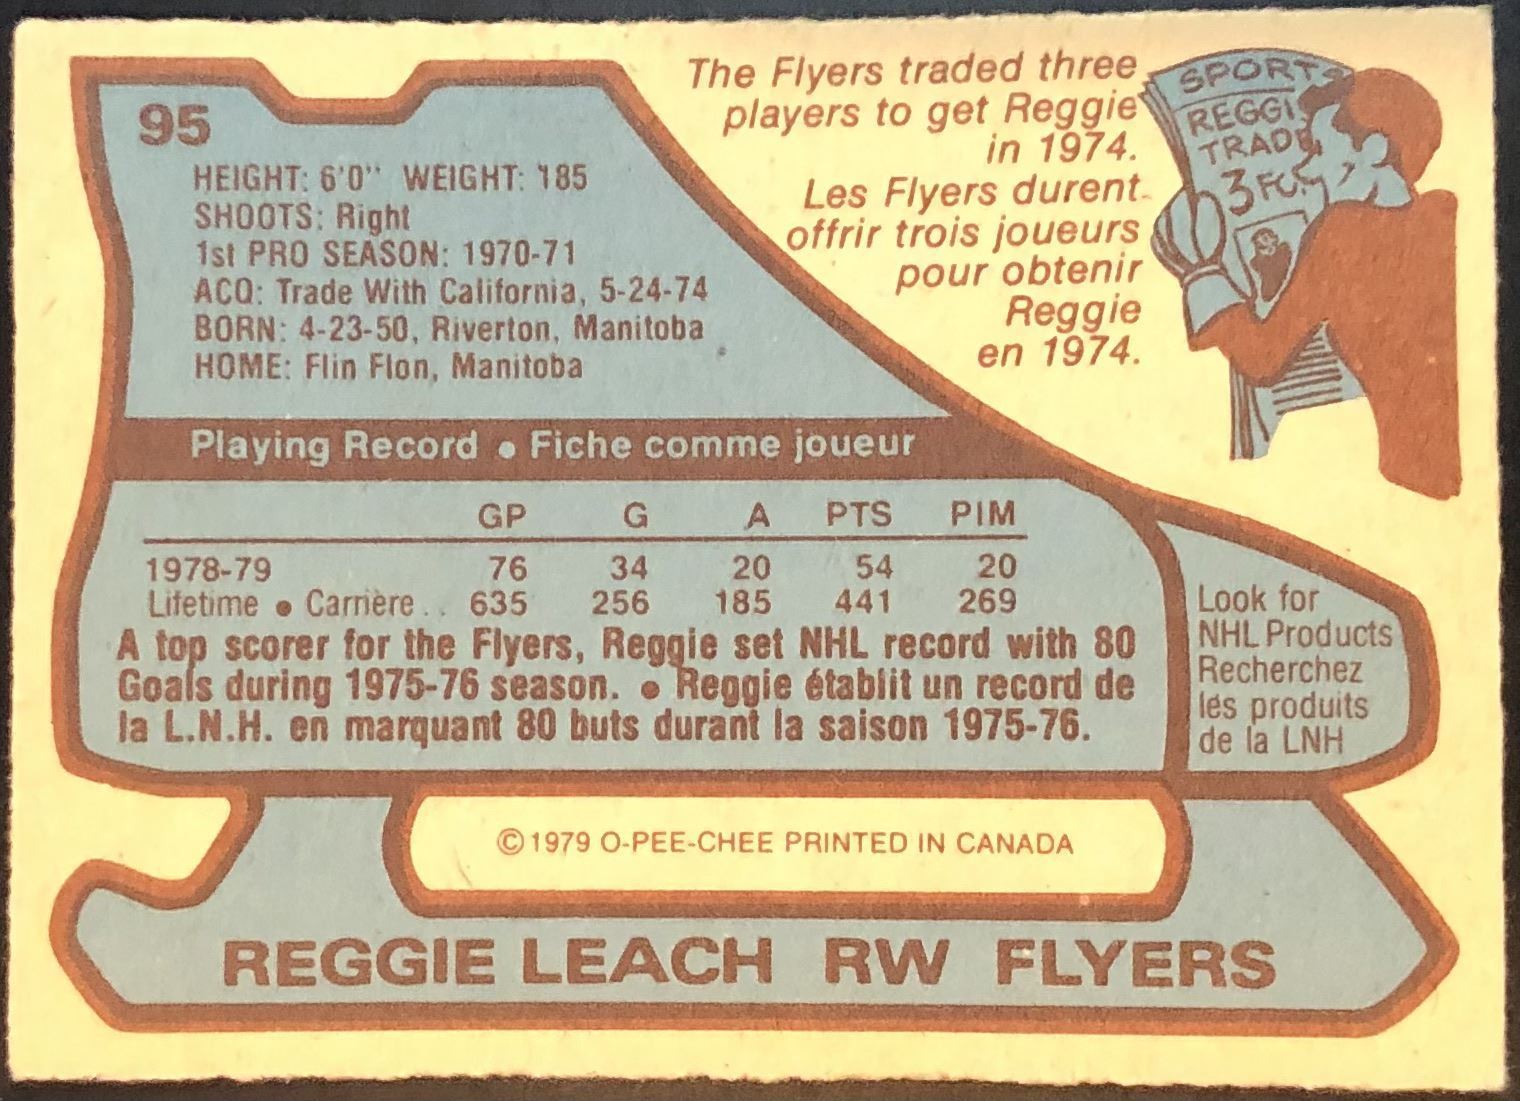 95
HEIGHT: 6'0" WEIGHT: 185
SHOOTS: Right
1st PRO SEASON: 1970-71
ACQ: Trade With California, 5-24-74
BORN: 4-23-50, Riverton, Manitoba
HOME: Flin Flon, Manitoba
The Flyers traded three
players to get Reggie
in 1974.
Les Flyers durent
offrir trois joueurs
pour obtenir
Reggie
en 1974.
SPORTS
REGGI
TRAD
3 FO
Playing Record • Fiche comme joueur
GP G A PTS PIM
1978-79 76 34 20 54 20
Lifetime • Carrière .. 635 256 185 441 269
A top scorer for the Flyers, Reggie set NHL record with 80
Goals during 1975-76 season. • Reggie établit un record de
la L.N.H. en marquant 80 buts durant la saison 1975-76.
Look for
NHL Products
Recherchez
les produits
de la LNH
©1979 O-PEE-CHEE PRINTED IN CANADA
REGGIE LEACH RW FLYERS